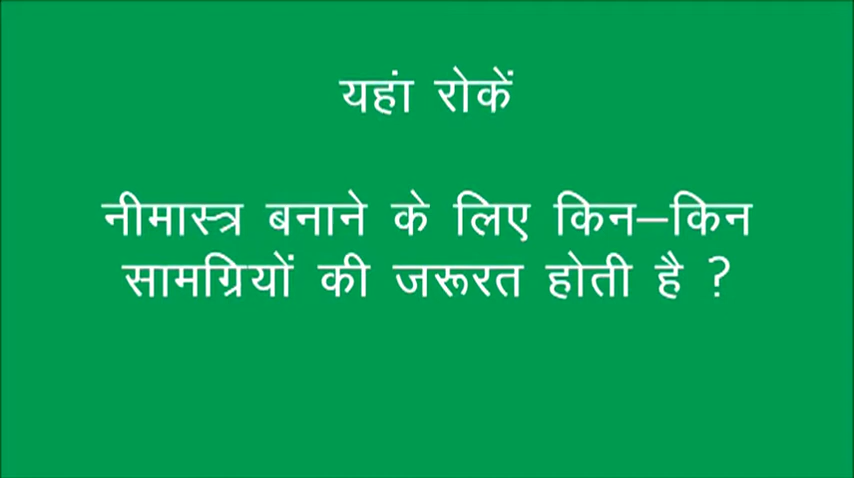 यहां रोकें
नीमास्त्र बनाने के लिए किन–किन
सामग्रियों की जरूरत होती है ?